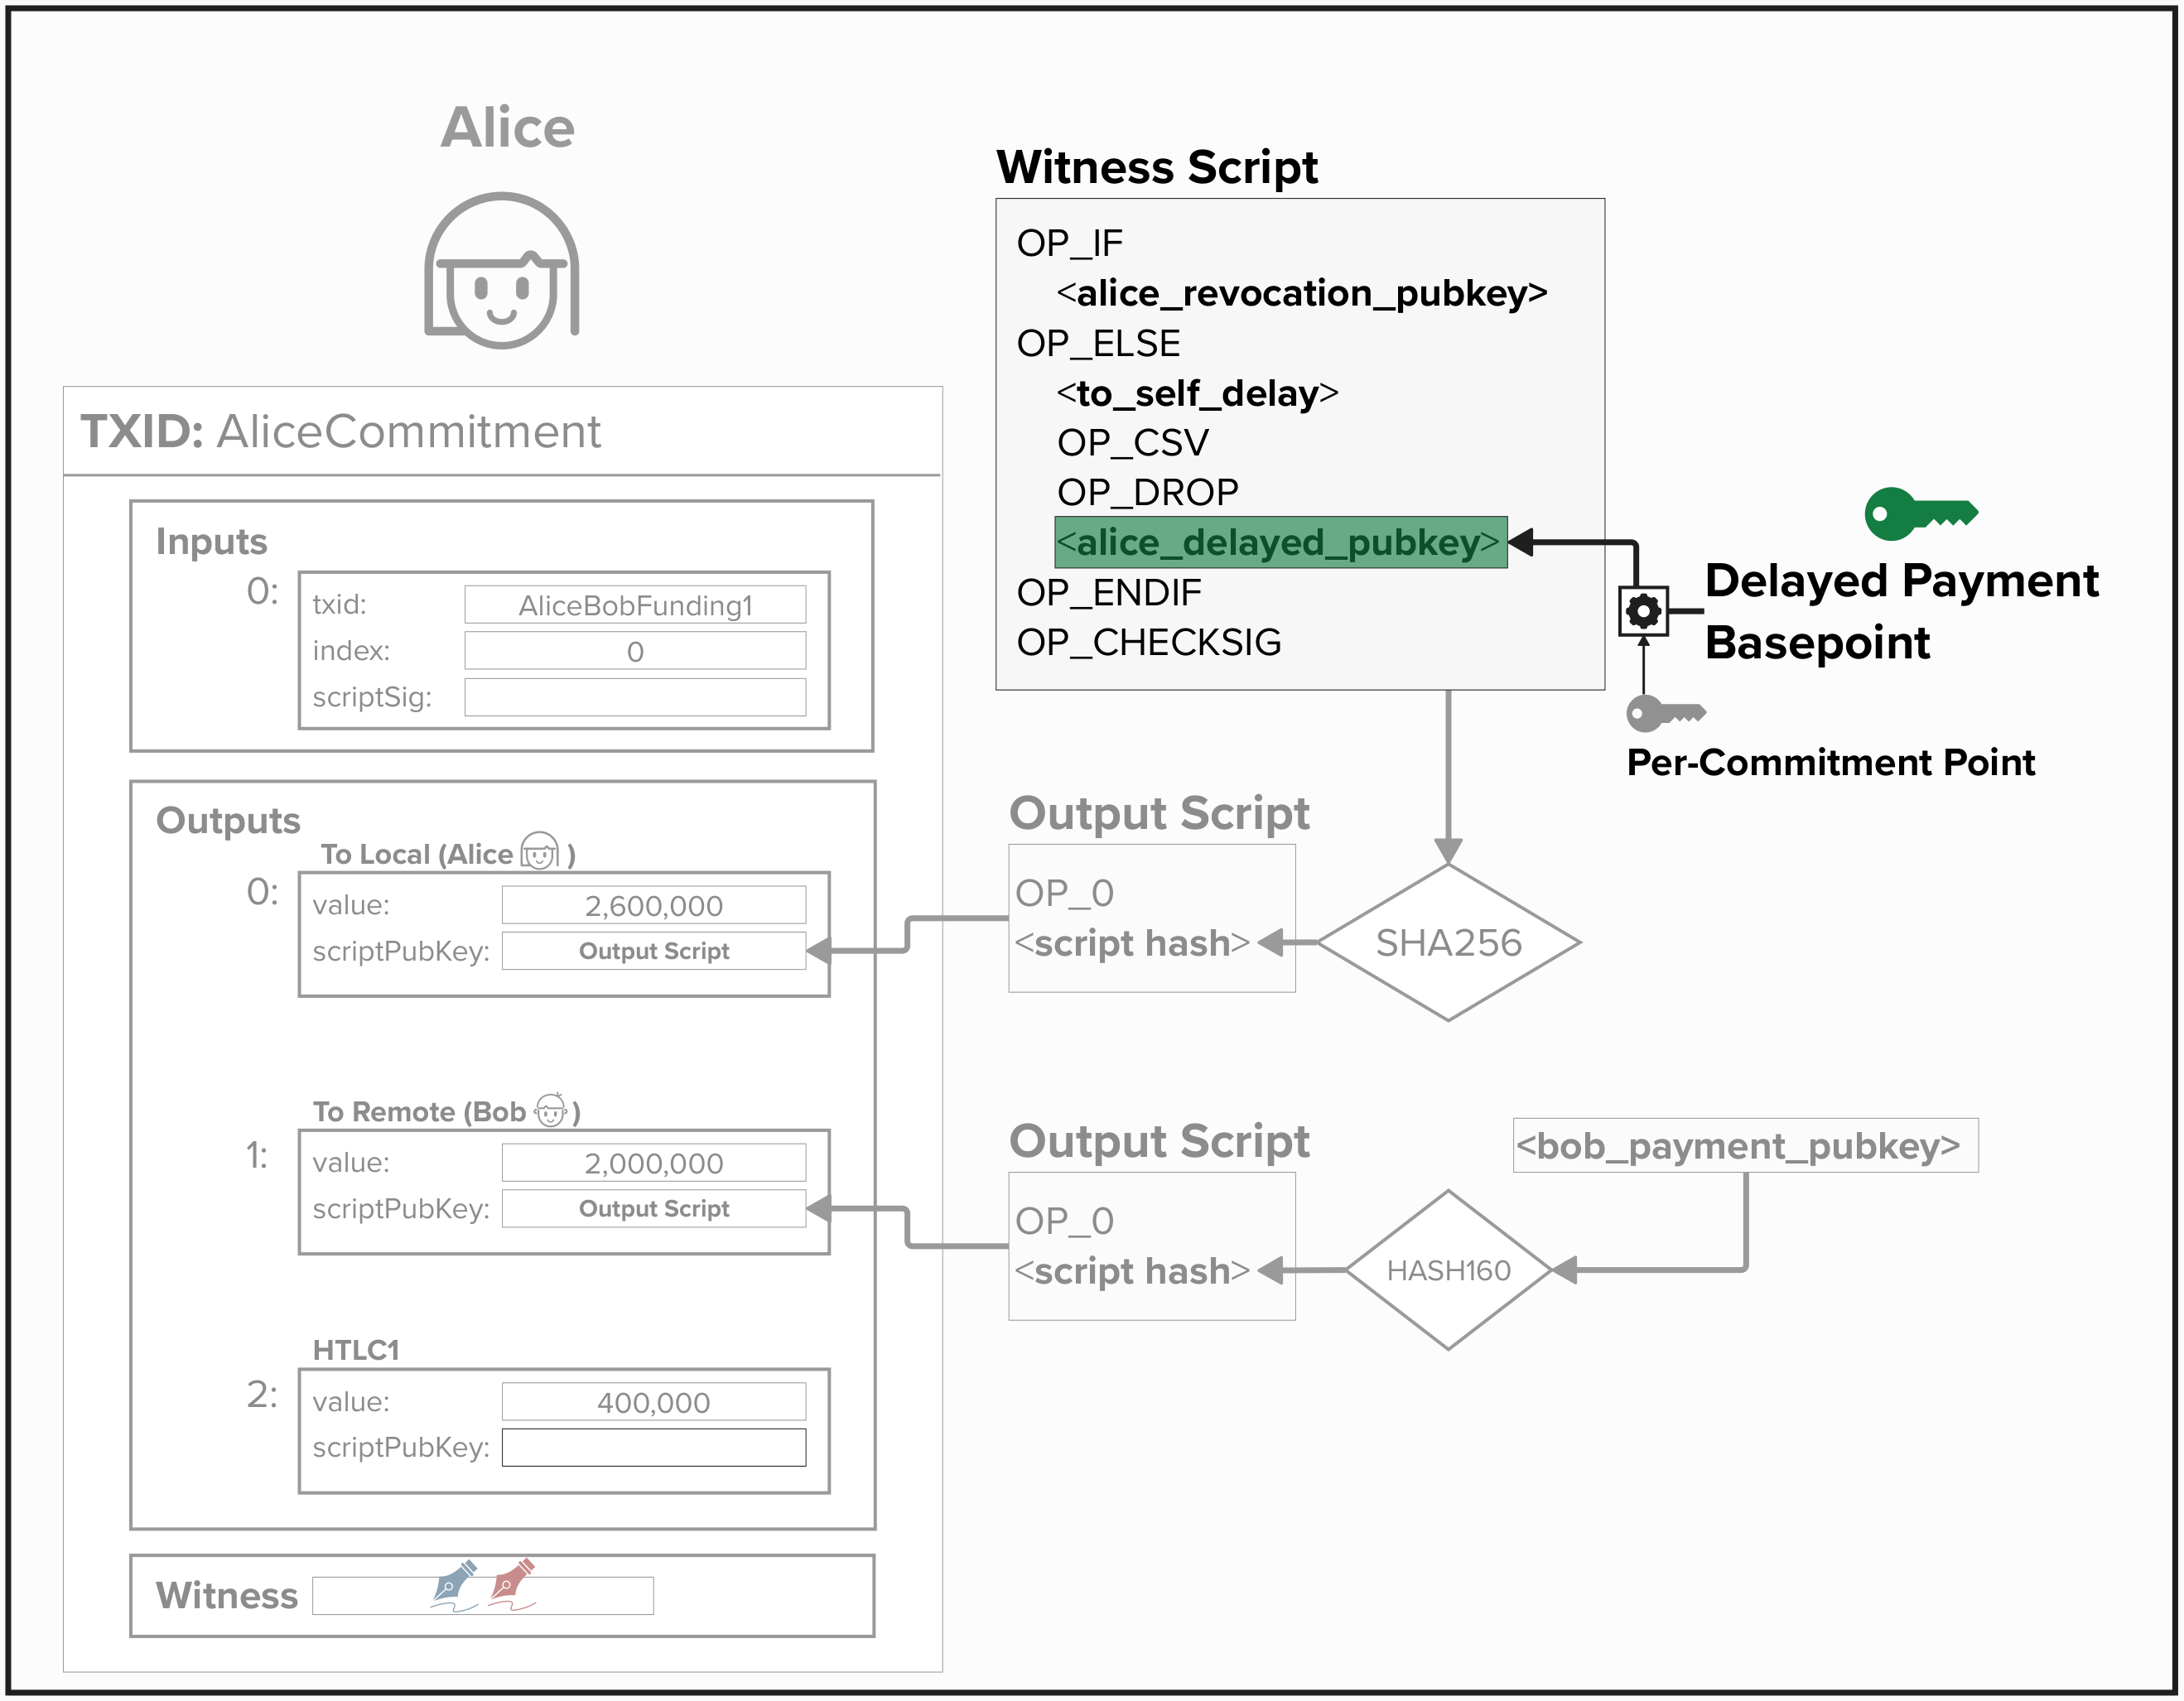 Alice
TXID: AliceCommitment
Inputs
0:
txid: AliceBobFunding1
index: 0
scriptSig:
Outputs
To Local (Alice )
0:
value: 2,600,000
scriptPubKey: Output Script
To Remote (Bob )
1:
value: 2,000,000
scriptPubKey: Output Script
HTLC1
2:
value: 400,000
scriptPubKey:
Witness
Witness Script
OP_IF
<alice_revocation_pubkey>
OP_ELSE
<to_self_delay>
OP_CSV
OP_DROP
<alice_delayed_pubkey>
OP_ENDIF
OP_CHECKSIG
Delayed Payment
Basepoint
Per-Commitment Point
Output Script
OP_0
<script hash>
SHA256
Output Script
OP_0
<script hash>
HASH160
<bob_payment_pubkey>